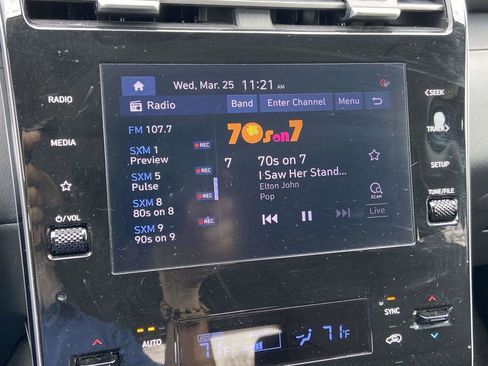 Wed, Mar. 25 11:21 AM
RADIO
Radio Band Enter Channel Menu
SEEK
FM 107.7
70s on 7
SXM 1 REC
Preview
MEDIA
TRACK
7 70s on 7
SXM 5 REC
Pulse
I Saw Her Stand...
Elton John
Pop
SETUP
SCAN
SXM 8 REC
80s on 8
TUNE/FILE
Live
SXM 9 REC
90s on 9
VOL
SYNC
AUTO
71°F
71°F